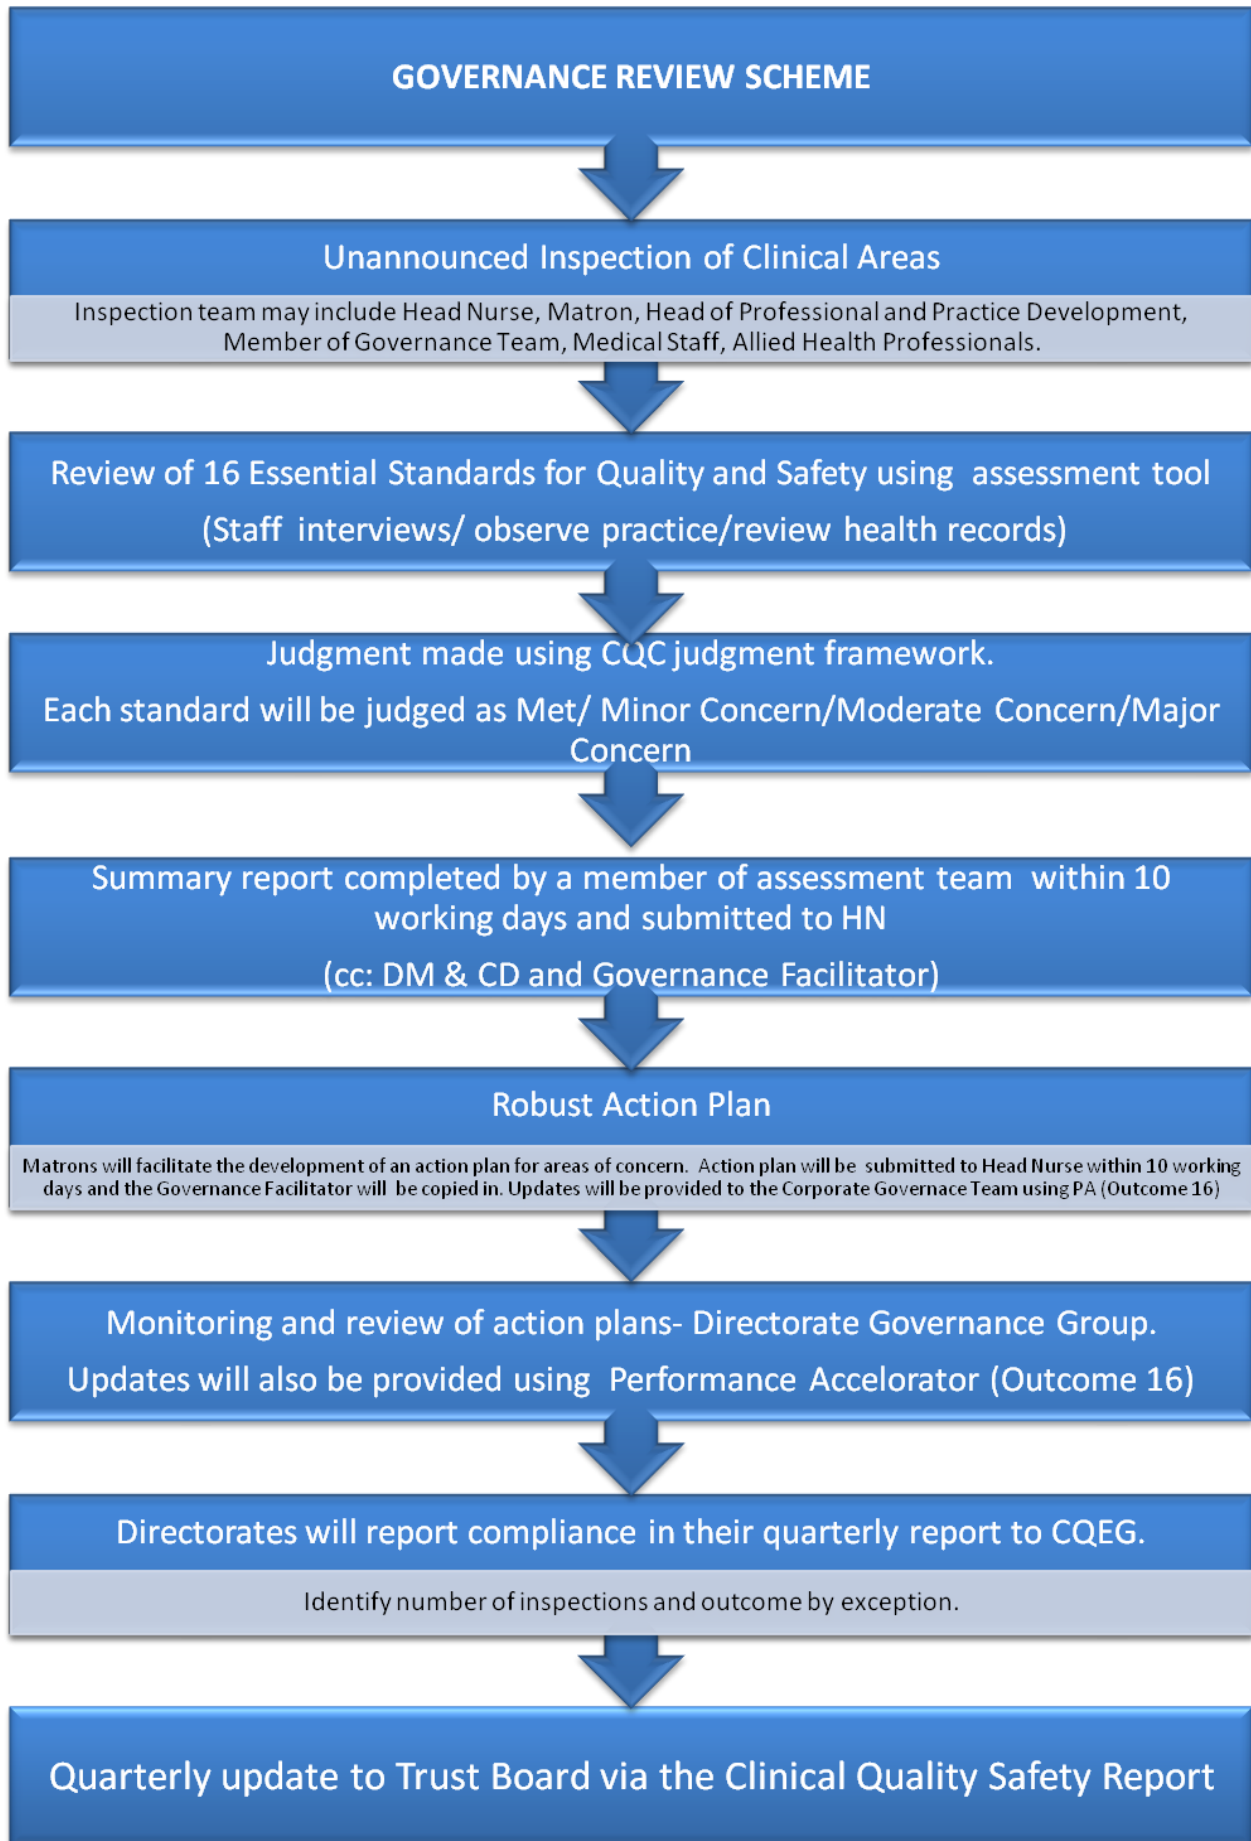 GOVERNANCE REVIEW SCHEME
Unannounced Inspection of Clinical Areas
Inspection team may include Head Nurse, Matron, Head of Professional and Practice Development,
Member of Governance Team, Medical Staff, Allied Health Professionals.
Review of 16 Essential Standards for Quality and Safety using assessment tool
(Staff interviews/ observe practice/review health records)
Judgment made using CQC judgment framework.
Each standard will be judged as Met/ Minor Concern/Moderate Concern/Major
Concern
Summary report completed by a member of assessment team within 10
working days and submitted to HN
(cc: DM & CD and Governance Facilitator)
Robust Action Plan
Matrons will facilitate the development of an action plan for areas of concern. Action plan will be submitted to Head Nurse within 10 working
days and the Governance Facilitator will be copied in. Updates will be provided to the Corporate Governace Team using PA (Outcome 16)
Monitoring and review of action plans- Directorate Governance Group.
Updates will also be provided using Performance Accelorator (Outcome 16)
Directorates will report compliance in their quarterly report to CQEG.
Identify number of inspections and outcome by exception.
Quarterly update to Trust Board via the Clinical Quality Safety Report